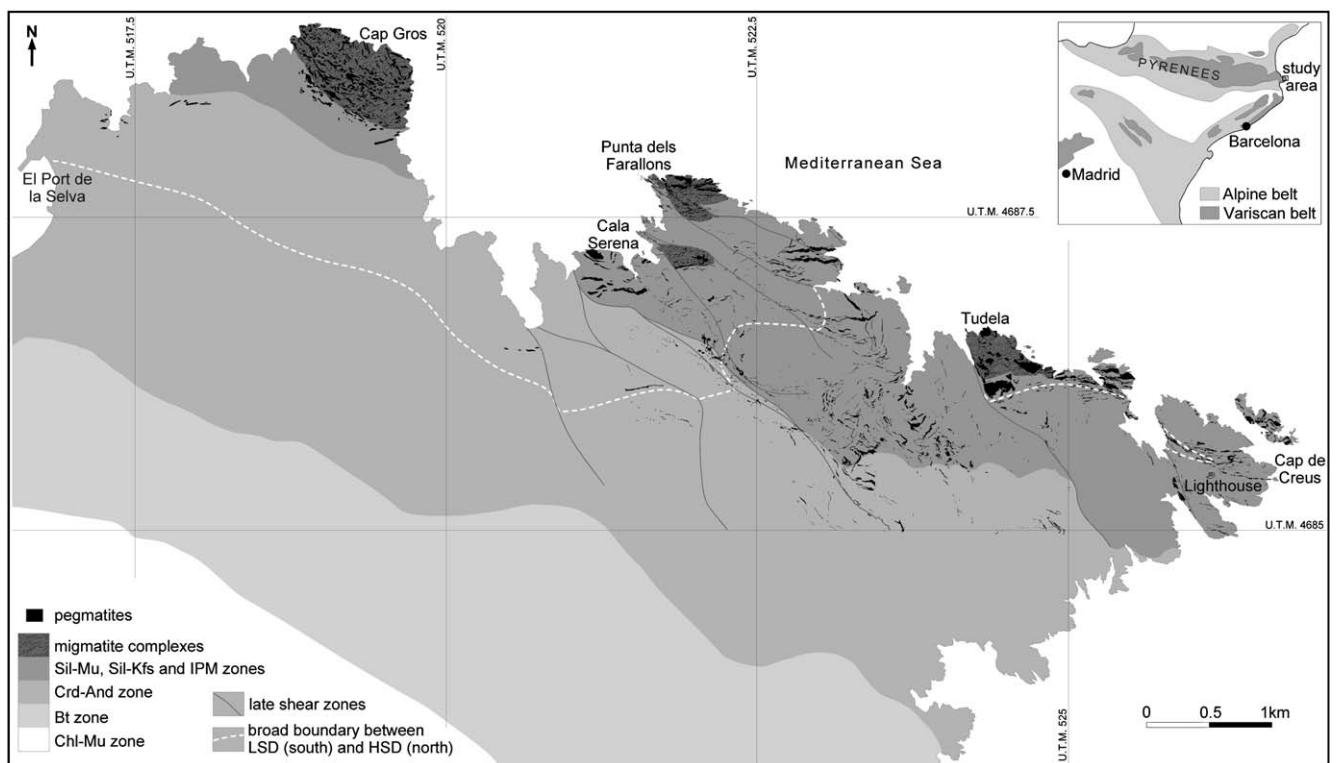 N
U.T.M. 517.5
Cap Gros
U.T.M. 520
U.T.M. 522.5
PYRENEES
study
area
Barcelona
Madrid
Alpine belt
Variscan belt
Punta dels
Farallons
Mediterranean Sea
El Port de
la Selva
U.T.M. 4687.5
Cala
Serena
Tudela
Cap de
Creus
Lighthouse
U.T.M. 4685
pegmatites
migmatite complexes
Sil-Mu, Sil-Kfs and IPM zones
Crd-And zone
Bt zone
Chl-Mu zone
late shear zones
broad boundary between
LSD (south) and HSD (north)
U.T.M. 525
0 0.5 1km